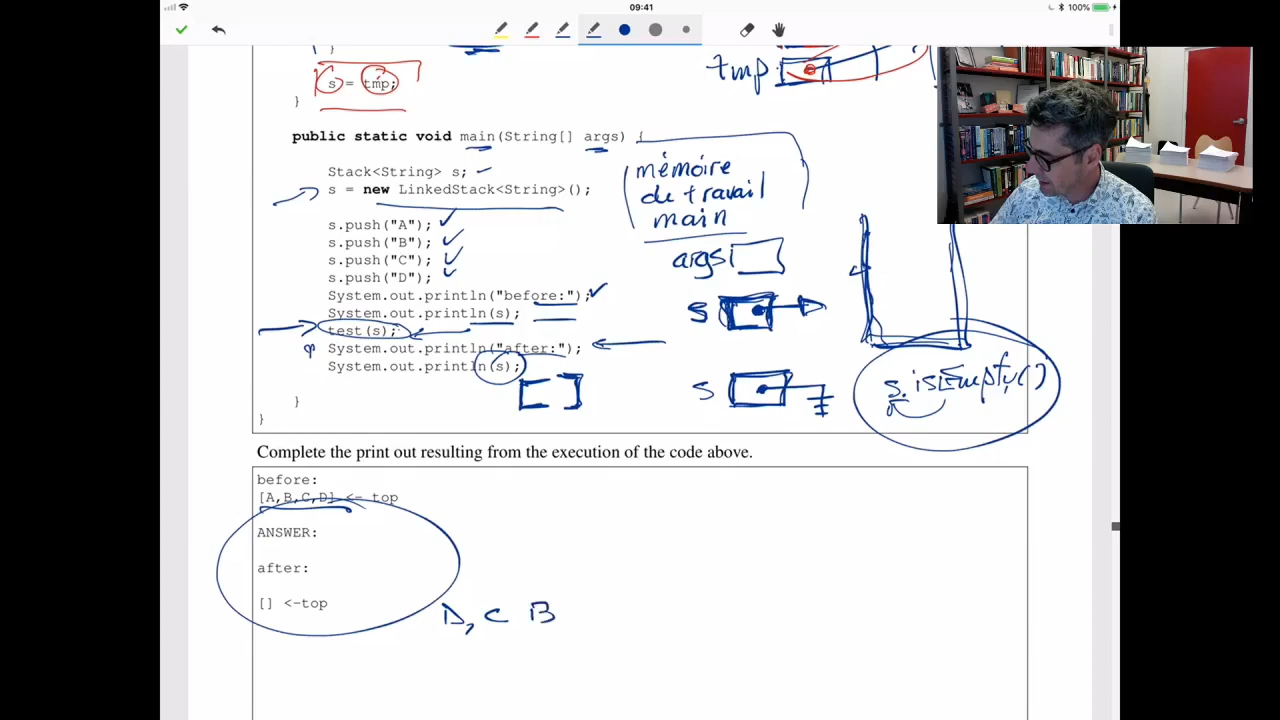 09:41
100%
}
tmp
s = tmp;
}
public static void main(String[] args) {
mémoire
de travail
main
Stack<String> s;
s = new LinkedStack<String>();
s.push("A");
s.push("B");
s.push("C");
s.push("D");
System.out.println("before:");
System.out.println(s);
test(s);
System.out.println("after:");
System.out.println(s);
args
s
[ ]
s
s.isEmpty()
}
}
Complete the print out resulting from the execution of the code above.
before:
[A,B,C,D] <- top
ANSWER:
after:
[] <-top
D, C B